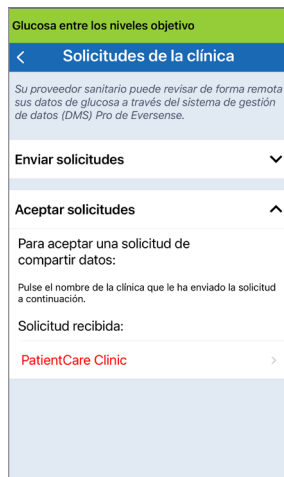 Glucosa entre los niveles objetivo
Solicitudes de la clínica
Su proveedor sanitario puede revisar de forma remota
sus datos de glucosa a través del sistema de gestión
de datos (DMS) Pro de Eversense.
Enviar solicitudes
Aceptar solicitudes
Para aceptar una solicitud de
compartir datos:
Pulse el nombre de la clínica que le ha enviado la solicitud
a continuación.
Solicitud recibida:
PatientCare Clinic